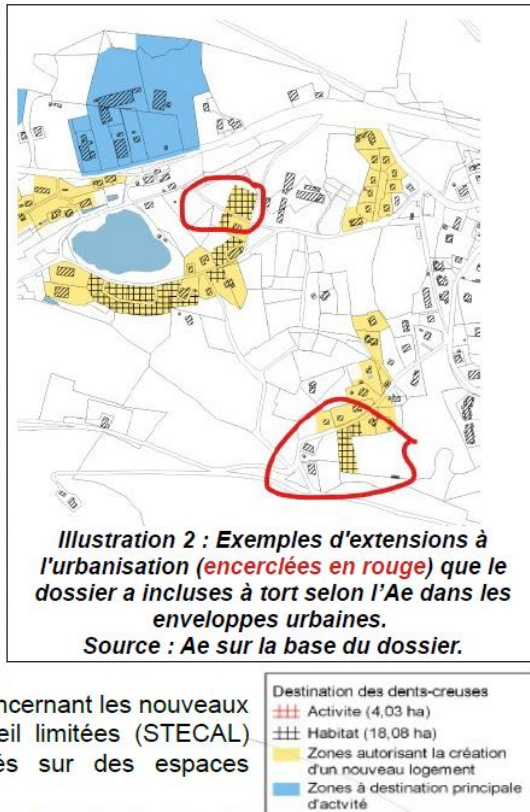 Illustration 2 : Exemples d'extensions à
l'urbanisation (encerclées en rouge) que le
dossier a incluses à tort selon l'Ae dans les
enveloppes urbaines.
Source : Ae sur la base du dossier.
ncernant les nouveaux
eil limitées (STECAL)
és sur des espaces
Destination des dents-creuses
Activite (4,03 ha)
Habitat (18,08 ha)
Zones autorisant la création
d'un nouveau logement
Zones à destination principale
d'actvité